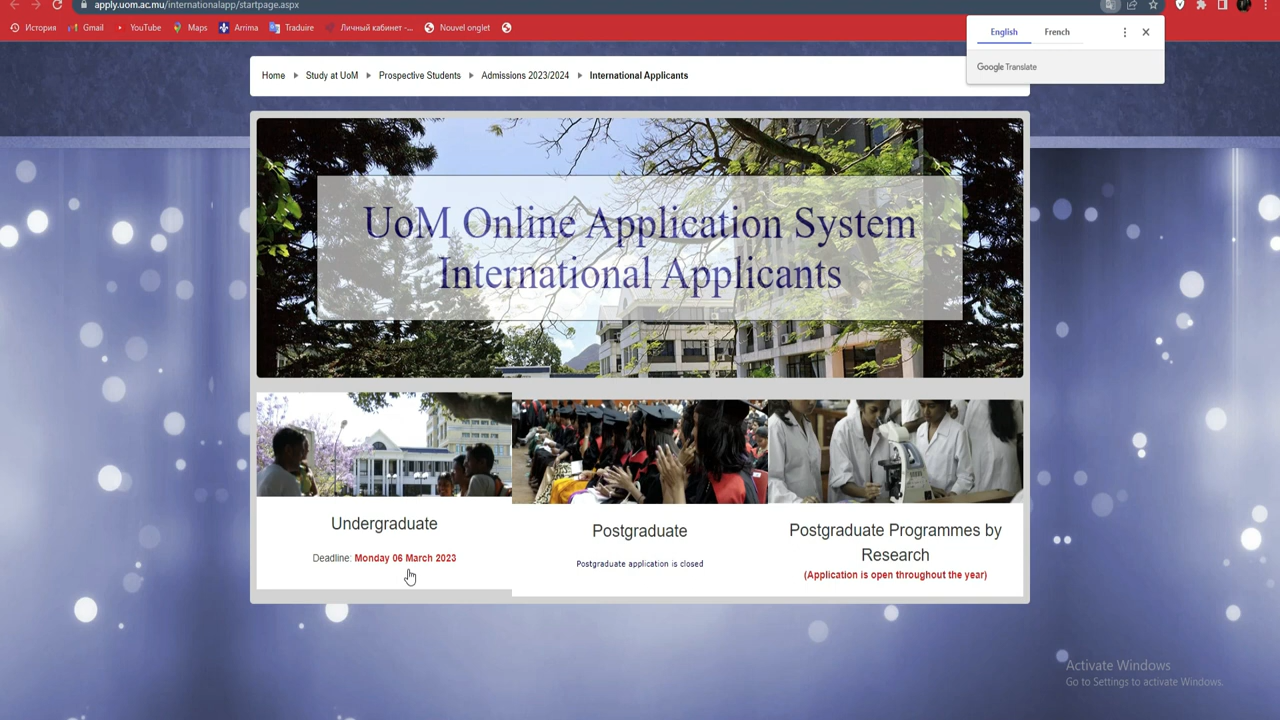 apply.uom.ac.mu/internationalapp/startpage.aspx
История Gmail YouTube Maps Arrima Traduire Личный кабинет -... Nouvel onglet
English French
Google Translate
Home Study at UoM Prospective Students Admissions 2023/2024 International Applicants
UoM Online Application System
International Applicants
Undergraduate
Deadline: Monday 06 March 2023
Postgraduate
Postgraduate application is closed
Postgraduate Programmes by
Research
(Application is open throughout the year)
Activate Windows
Go to Settings to activate Windows.